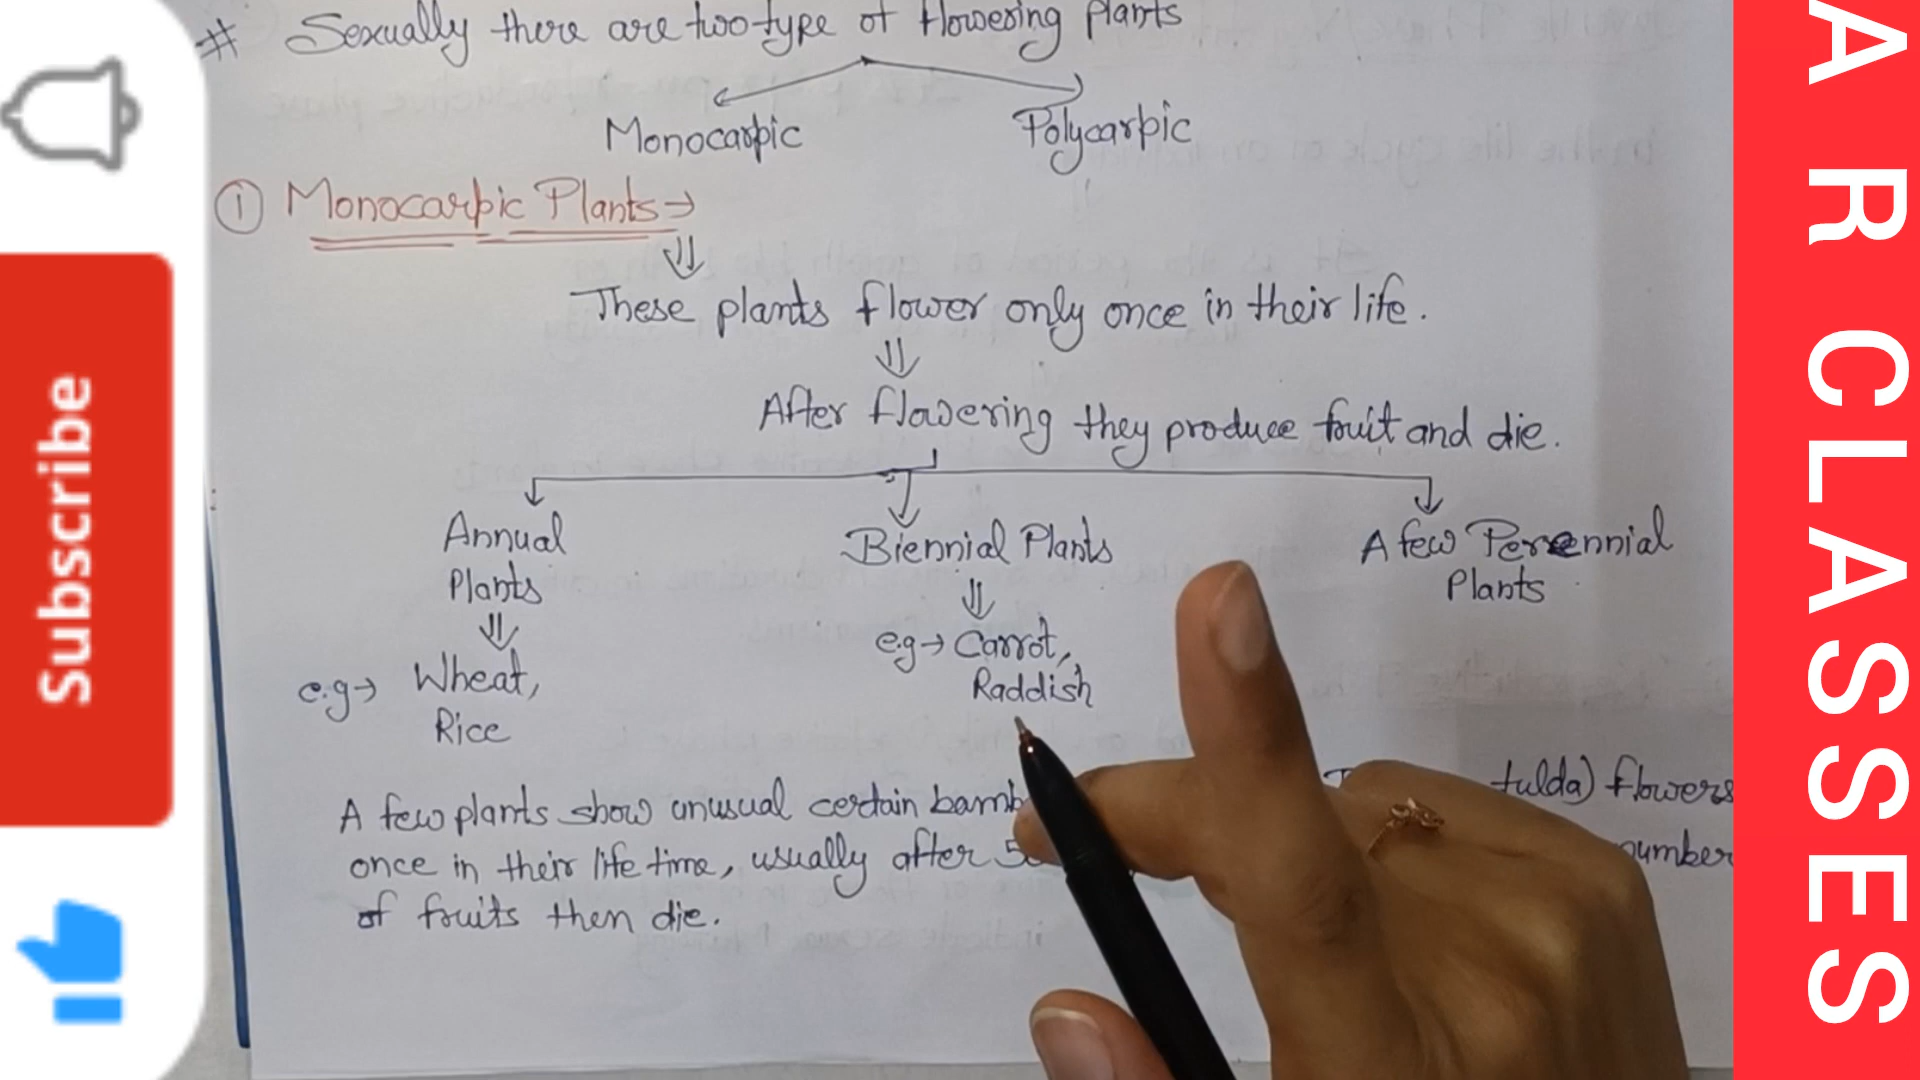 # Sexually there are two type of flowering plants
Monocarpic Polycarpic
① Monocarpic Plants→
These plants flower only once in their life.
After flowering they produce fruit and die.
Annual Plants
Biennial Plants
A few Perennial Plants
e.g→ Wheat,
Rice
e.g→ Carrot,
Raddish
A few plants show unusual certain tulda) flowers
once in their life time, usually after number
of fruits then die.
Subscribe
A R CLASSES